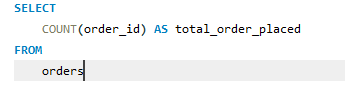 SELECT
COUNT(order_id) AS total_order_placed
FROM
orders